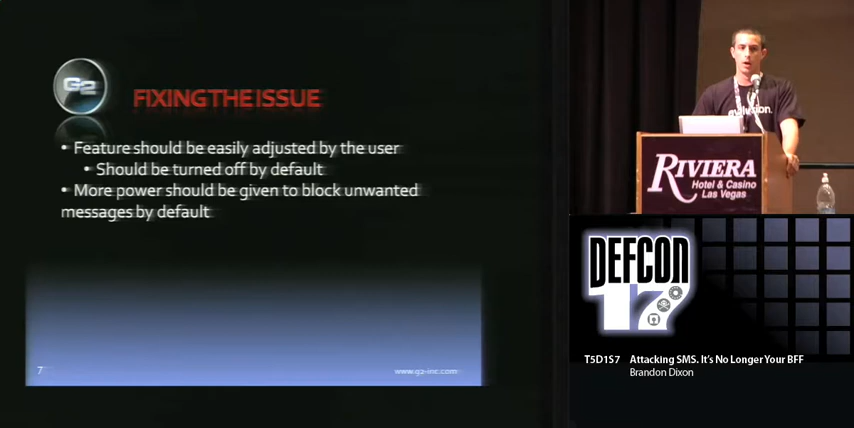 G2
FIXING THE ISSUE
• Feature should be easily adjusted by the user
• Should be turned off by default
• More power should be given to block unwanted
messages by default
7
www.g2-inc.com
RIVIERA
Hotel & Casino
Las Vegas
DEFCON
17
T5D1S7 Attacking SMS. It's No Longer Your BFF
Brandon Dixon